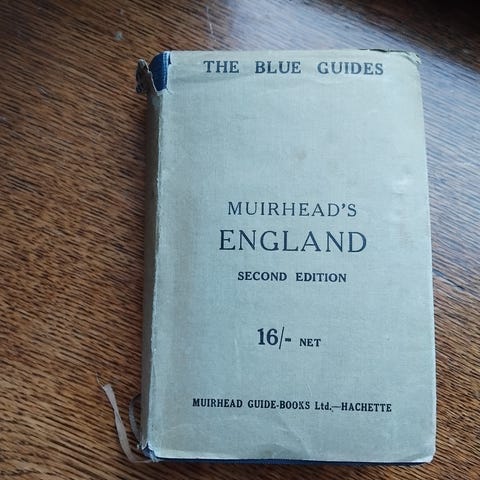 THE BLUE GUIDES
MUIRHEAD'S
ENGLAND
SECOND EDITION
16/- NET
MUIRHEAD GUIDE-BOOKS Ltd.,—HACHETTE